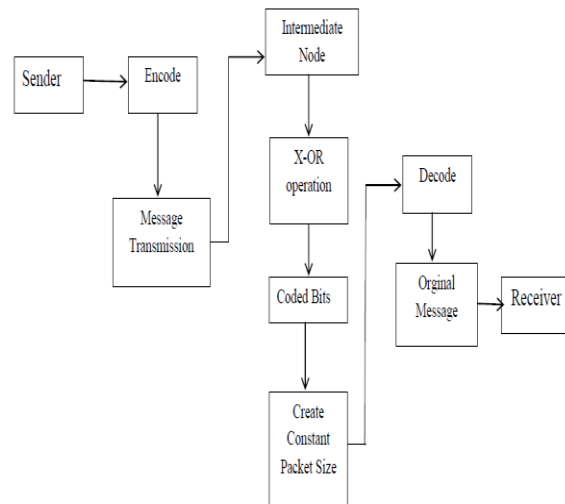 Sender
Encode
Message
Transmission
Intermediate
Node
X-OR
operation
Coded Bits
Create
Constant
Packet Size
Decode
Orginal
Message
Receiver